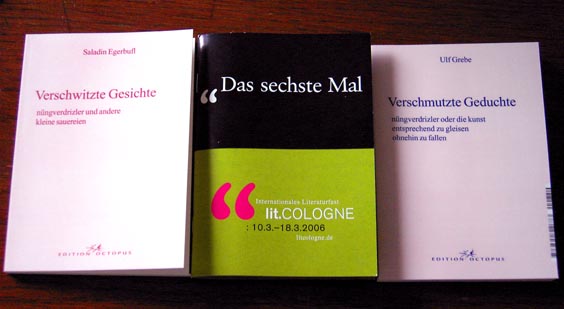 Saladin Egerbufl
Verschwitzte Gesichte
nüngverdrizler und andere
kleine sauereien
EDITION OCTOPUS
“Das sechste Mal
Internationales Literaturfest
lit.COLOGNE
: 10.3.–18.3.2006
litcologne.de
Ulf Grebe
Verschmutzte Geduchte
nüngverdrizler oder die kunst
entsprechend zu gleisen
ohnehin zu fallen
EDITION OCTOPUS